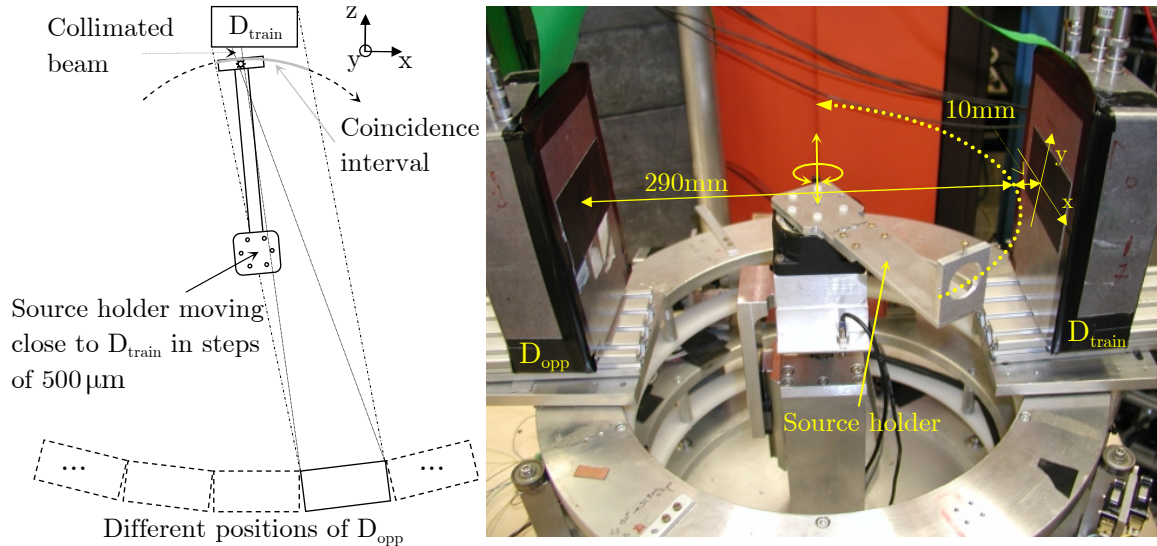 Collimated
beam
D_train
z
y
x
Coincidence
interval
Source holder moving
close to D_train in steps
of 500 μm
...
...
Different positions of D_opp
10mm
y
290mm
x
D_opp
D_train
Source holder